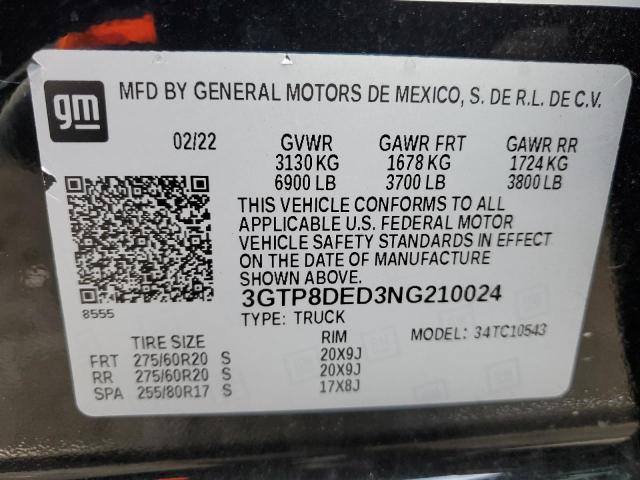 gm
MFD BY GENERAL MOTORS DE MEXICO, S. DE R.L. DE C.V.
02/22 GVWR GAWR FRT GAWR RR
3130 KG 1678 KG 1724 KG
6900 LB 3700 LB 3800 LB
THIS VEHICLE CONFORMS TO ALL
APPLICABLE U.S. FEDERAL MOTOR
VEHICLE SAFETY STANDARDS IN EFFECT
ON THE DATE OF MANUFACTURE
SHOWN ABOVE.
3GTP8DED3NG210024
8555
TYPE: TRUCK MODEL: 34TC10543
TIRE SIZE RIM
FRT 275/60R20 S 20X9J
RR 275/60R20 S 20X9J
SPA 255/80R17 S 17X8J